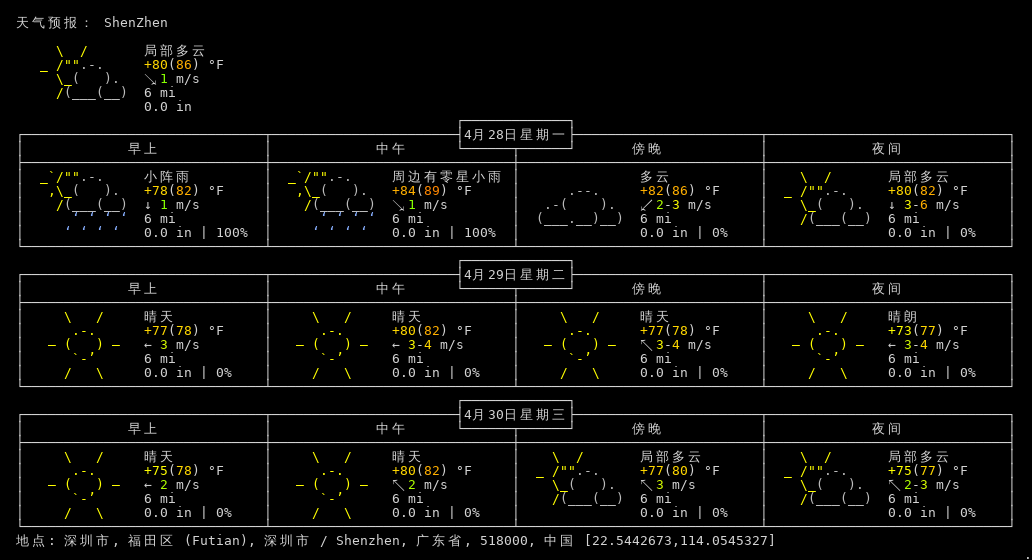 天气预报： ShenZhen
局部多云
+80(86) °F
↘ 1 m/s
6 mi
0.0 in
4月28日星期一
早上 中午 傍晚 夜间
小阵雨 周边有零星小雨 多云 局部多云
+78(82) °F +84(89) °F +82(86) °F +80(82) °F
↓ 1 m/s ↘ 1 m/s ↙ 2-3 m/s ↓ 3-6 m/s
6 mi 6 mi 6 mi 6 mi
0.0 in | 100% 0.0 in | 100% 0.0 in | 0% 0.0 in | 0%
4月29日星期二
早上 中午 傍晚 夜间
晴天 晴天 晴天 晴朗
+77(78) °F +80(82) °F +77(78) °F +73(77) °F
← 3 m/s ← 3-4 m/s ↖ 3-4 m/s ← 3-4 m/s
6 mi 6 mi 6 mi 6 mi
0.0 in | 0% 0.0 in | 0% 0.0 in | 0% 0.0 in | 0%
4月30日星期三
早上 中午 傍晚 夜间
晴天 晴天 局部多云 局部多云
+75(78) °F +80(82) °F +77(80) °F +75(77) °F
← 2 m/s ↖ 2 m/s ↖ 3 m/s ↖ 2-3 m/s
6 mi 6 mi 6 mi 6 mi
0.0 in | 0% 0.0 in | 0% 0.0 in | 0% 0.0 in | 0%
地点: 深圳市, 福田区 (Futian), 深圳市 / Shenzhen, 广东省, 518000, 中国 [22.5442673,114.0545327]